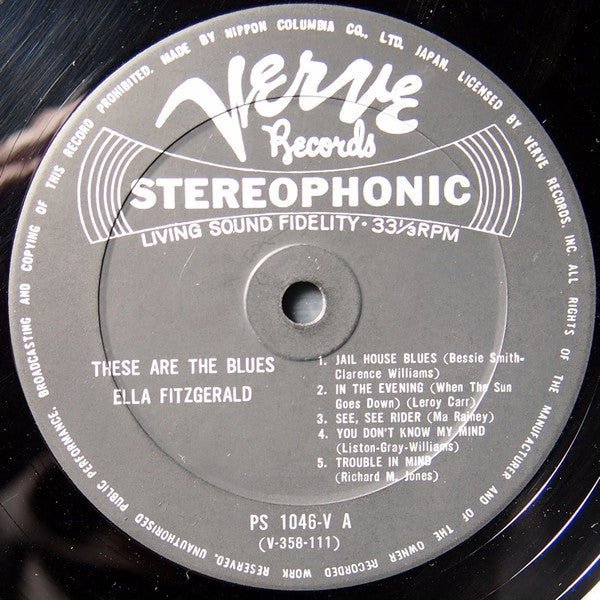 MADE BY NIPPON COLUMBIA CO., LTD. JAPAN. LICENSED BY VERVE RECORDS, INC. ALL RIGHTS OF THE MANUFACTURER AND OF THE OWNER RECORDED WORK RESERVED. UNAUTHORISED PUBLIC PERFORMANCE, BROADCASTING AND COPYING OF THIS RECORD PROHIBITED.
Verve
Records
STEREOPHONIC
LIVING SOUND FIDELITY · 33⅓RPM
THESE ARE THE BLUES
ELLA FITZGERALD
1. JAIL HOUSE BLUES (Bessie Smith-
Clarence Williams)
2. IN THE EVENING (When The Sun
Goes Down) (Leroy Carr)
3. SEE, SEE RIDER (Ma Rainey)
4. YOU DON'T KNOW MY MIND
(Liston-Gray-Williams)
5. TROUBLE IN MIND
(Richard M. Jones)
PS 1046-V A
(V-358-111)